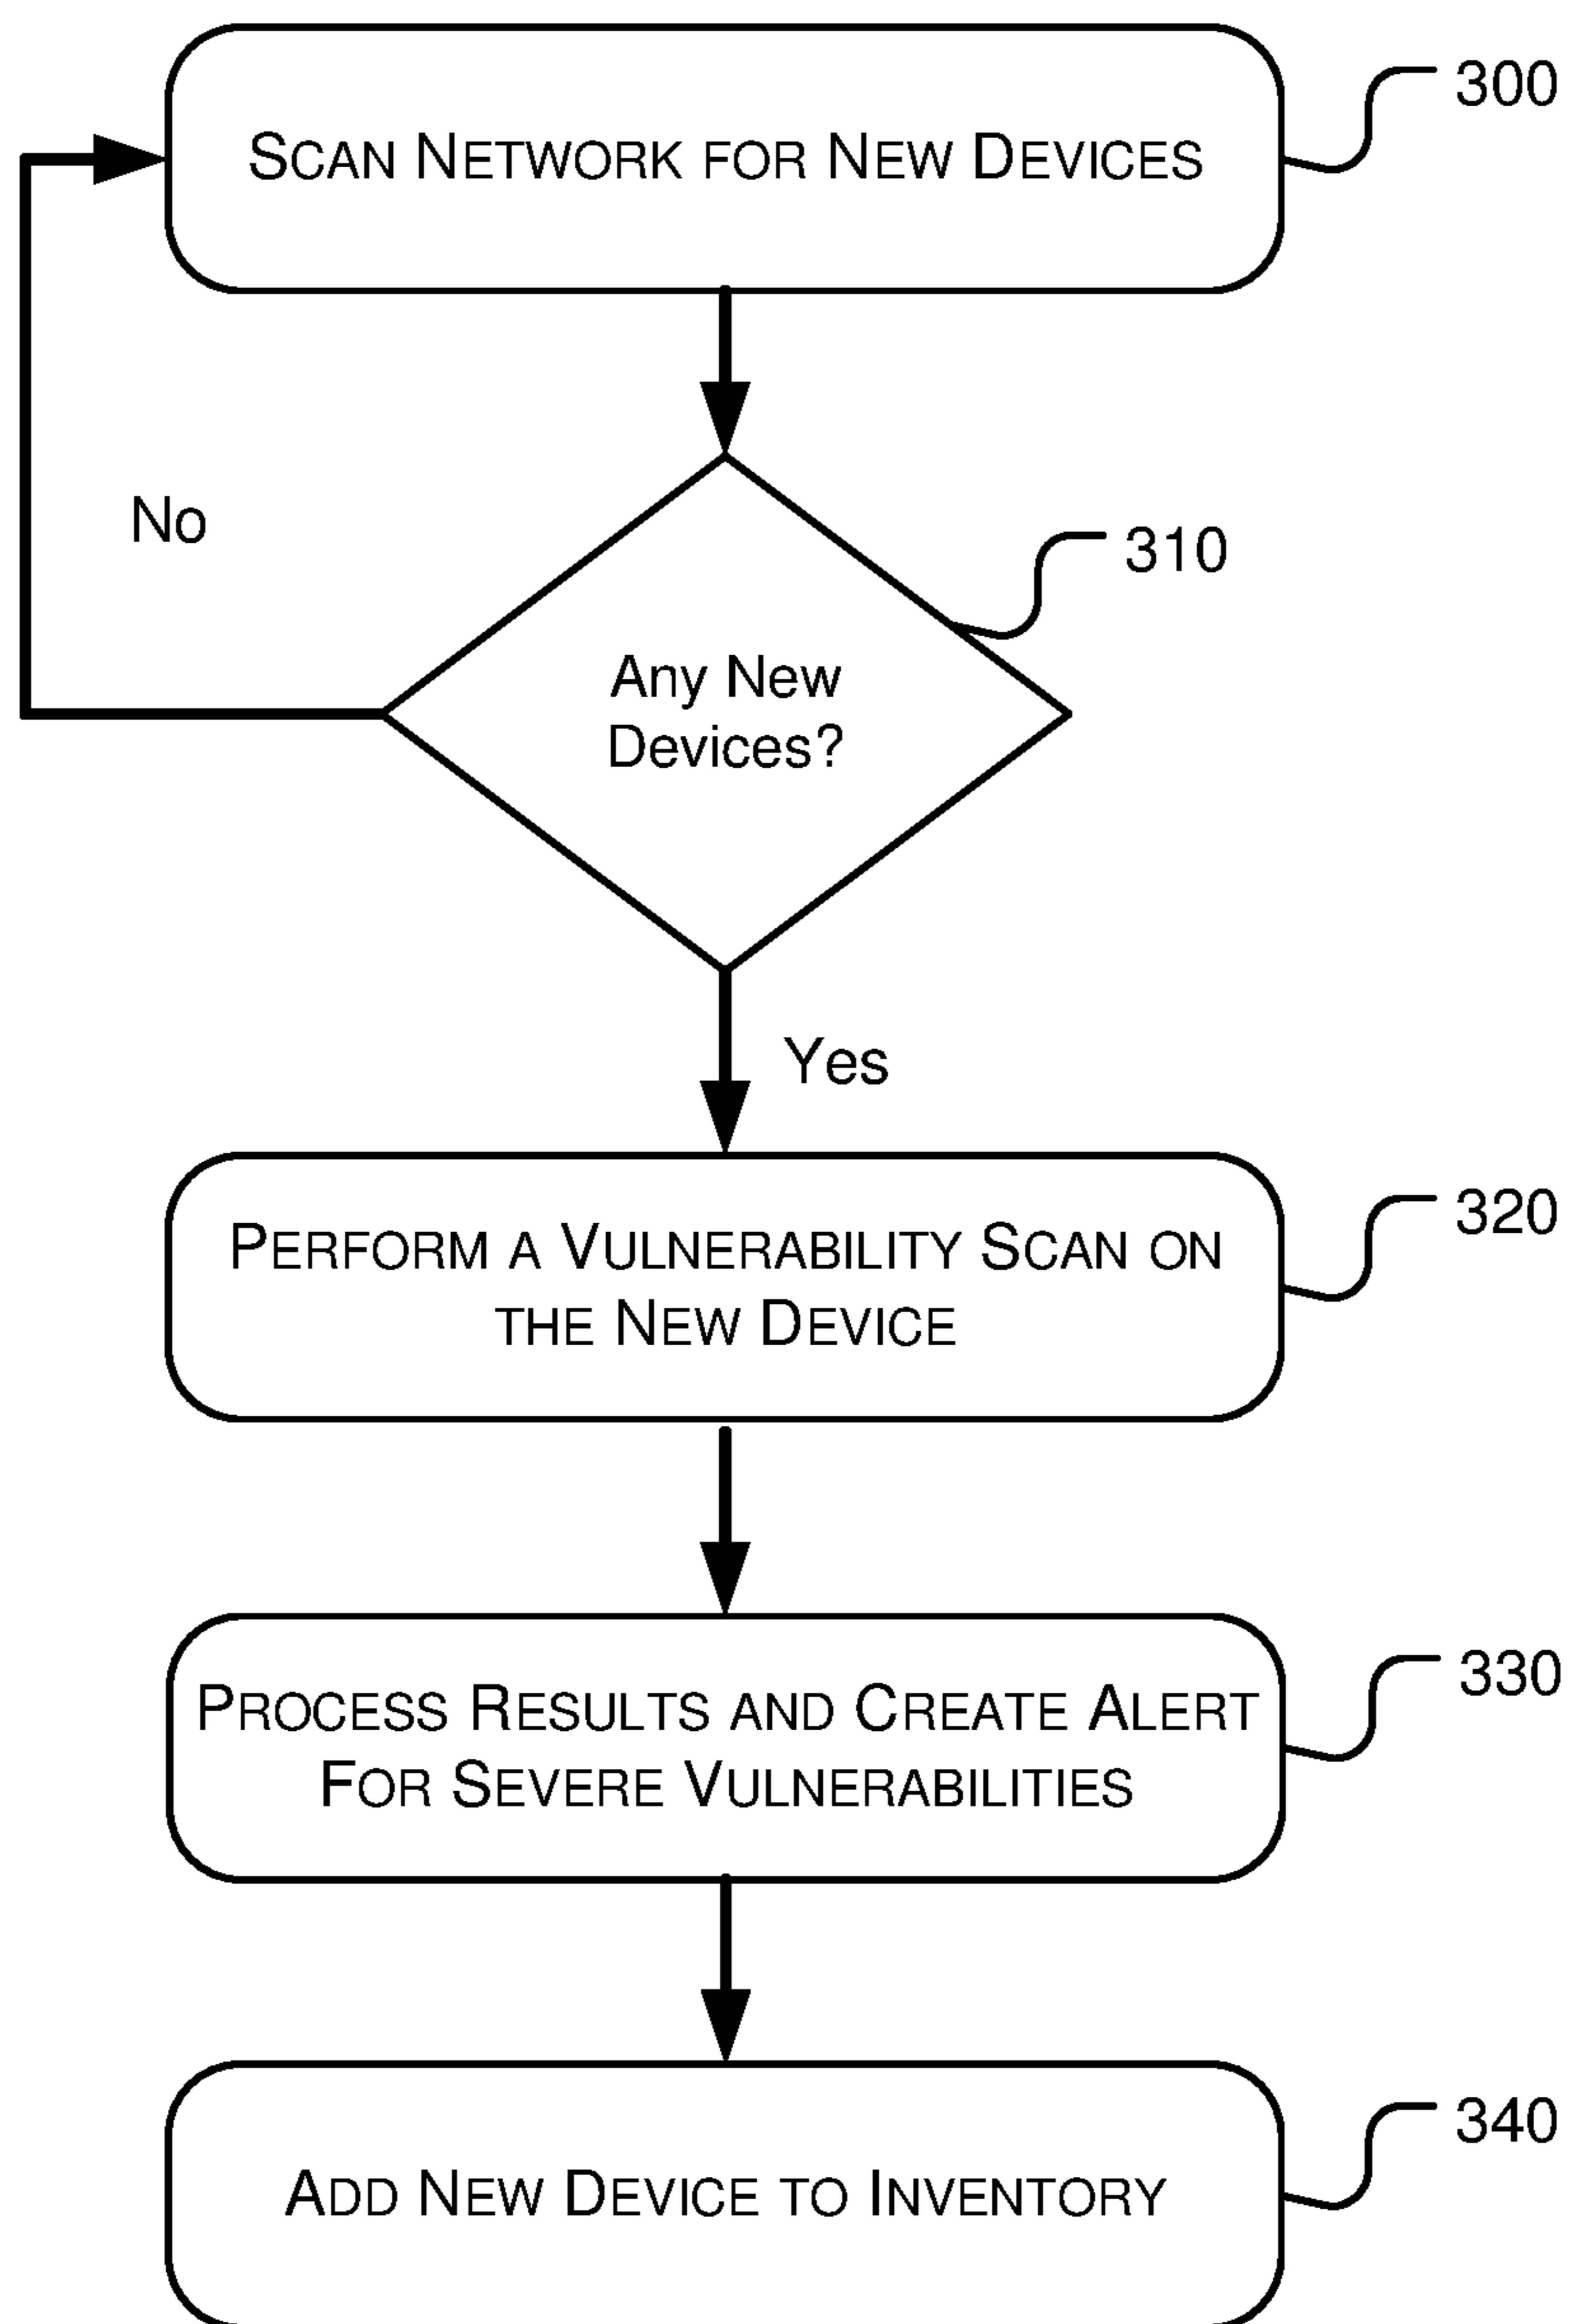 SCAN NETWORK FOR NEW DEVICES
300
No
310
Any New
Devices?
Yes
PERFORM A VULNERABILITY SCAN ON
THE NEW DEVICE
320
PROCESS RESULTS AND CREATE ALERT
FOR SEVERE VULNERABILITIES
330
ADD NEW DEVICE TO INVENTORY
340